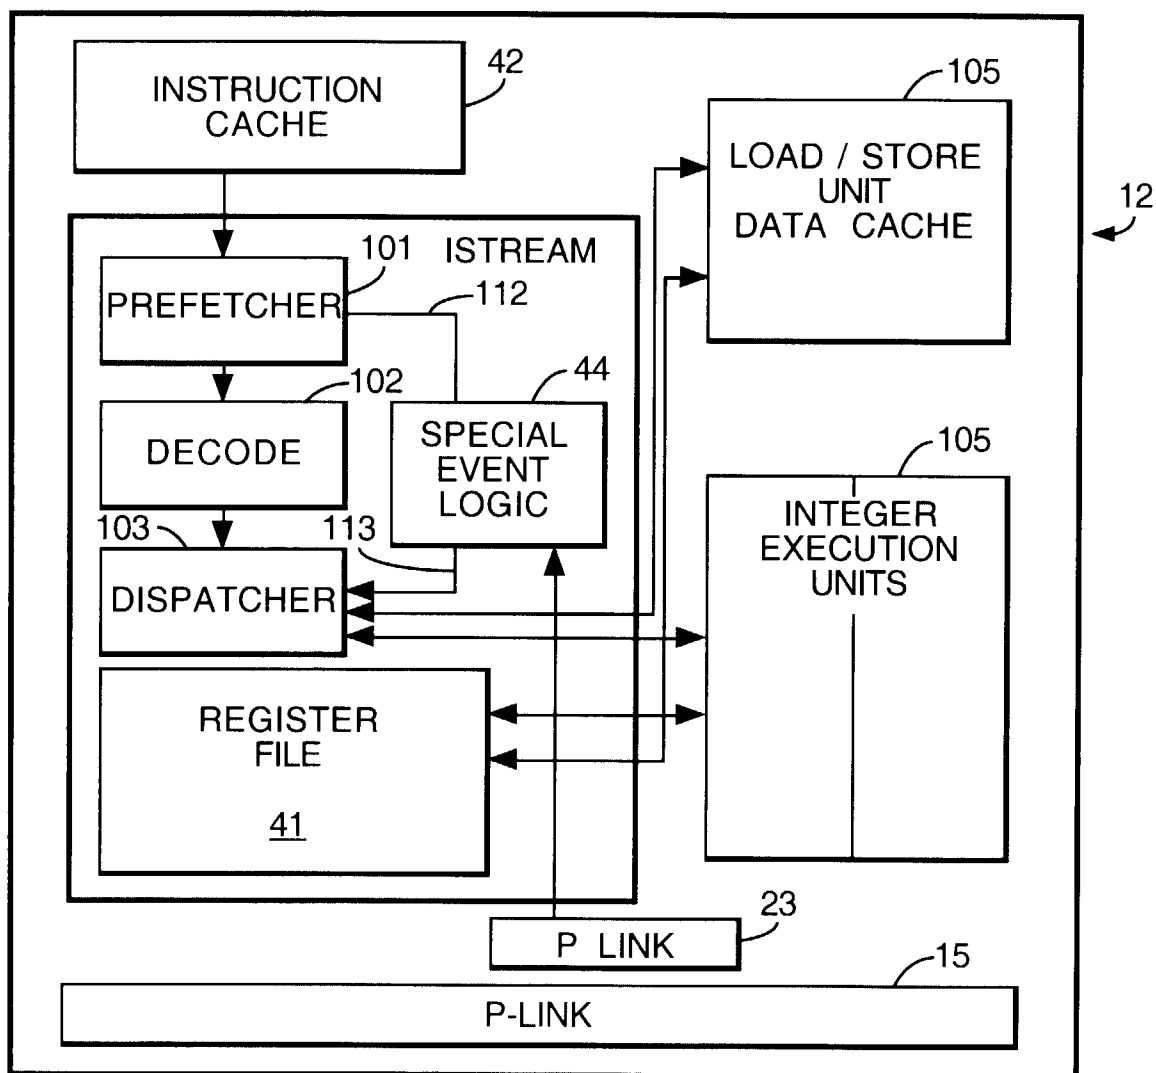 INSTRUCTION
CACHE
42
105
LOAD / STORE
UNIT
DATA CACHE
12
ISTREAM
101
PREFETCHER
112
102
DECODE
44
SPECIAL
EVENT
LOGIC
103
113
DISPATCHER
105
INTEGER
EXECUTION
UNITS
REGISTER
FILE
41
23
P LINK
15
P-LINK